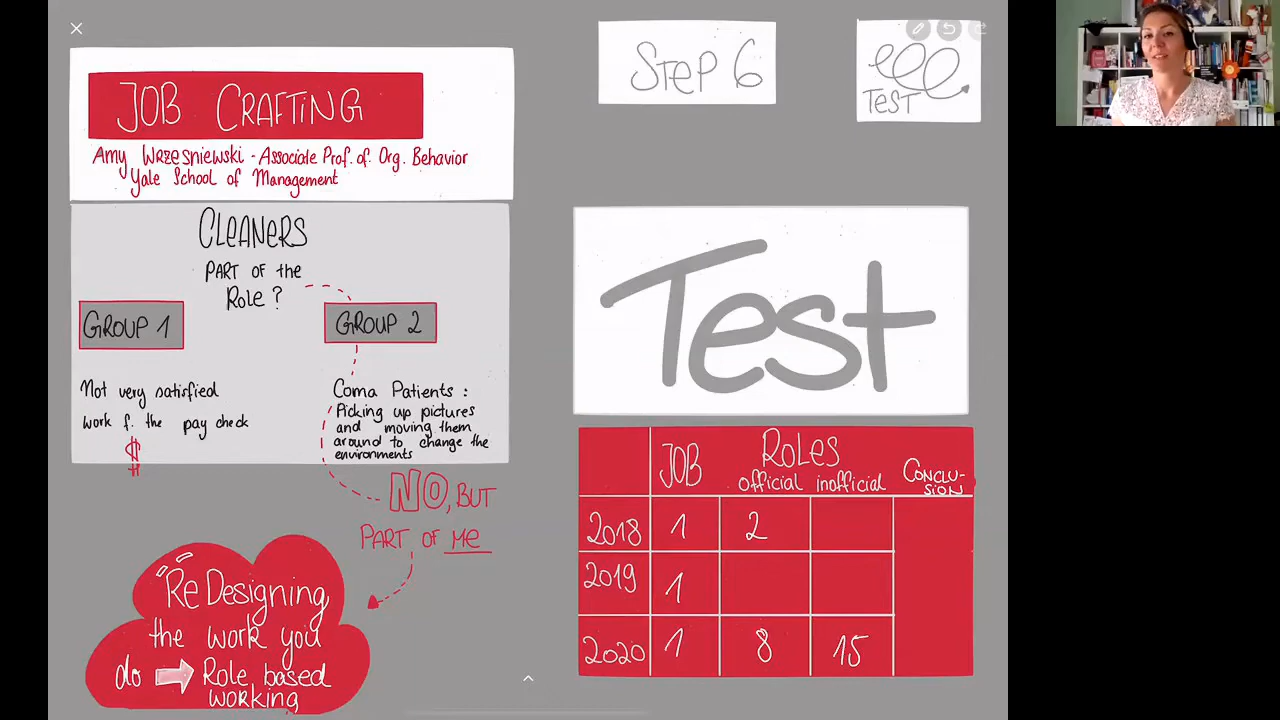 JOB CRAFTING
Amy Wrzesniewski - Associate Prof. of Org. Behavior
Yale School of Management
CLEANERS
PART OF the
Role?
GROUP 1
GROUP 2
Not very satisfied
work f. the pay check
$
Coma Patients :
Picking up pictures
and moving them
around to change the
environments
NO, BUT
PART OF Me
ReDesigning
the work you
do ➡ Role based
working
STEP 6
TEST
Test
JOB ROLES CONCLU-
official inofficial SION
2018 1 2
2019 1
2020 1 8 15